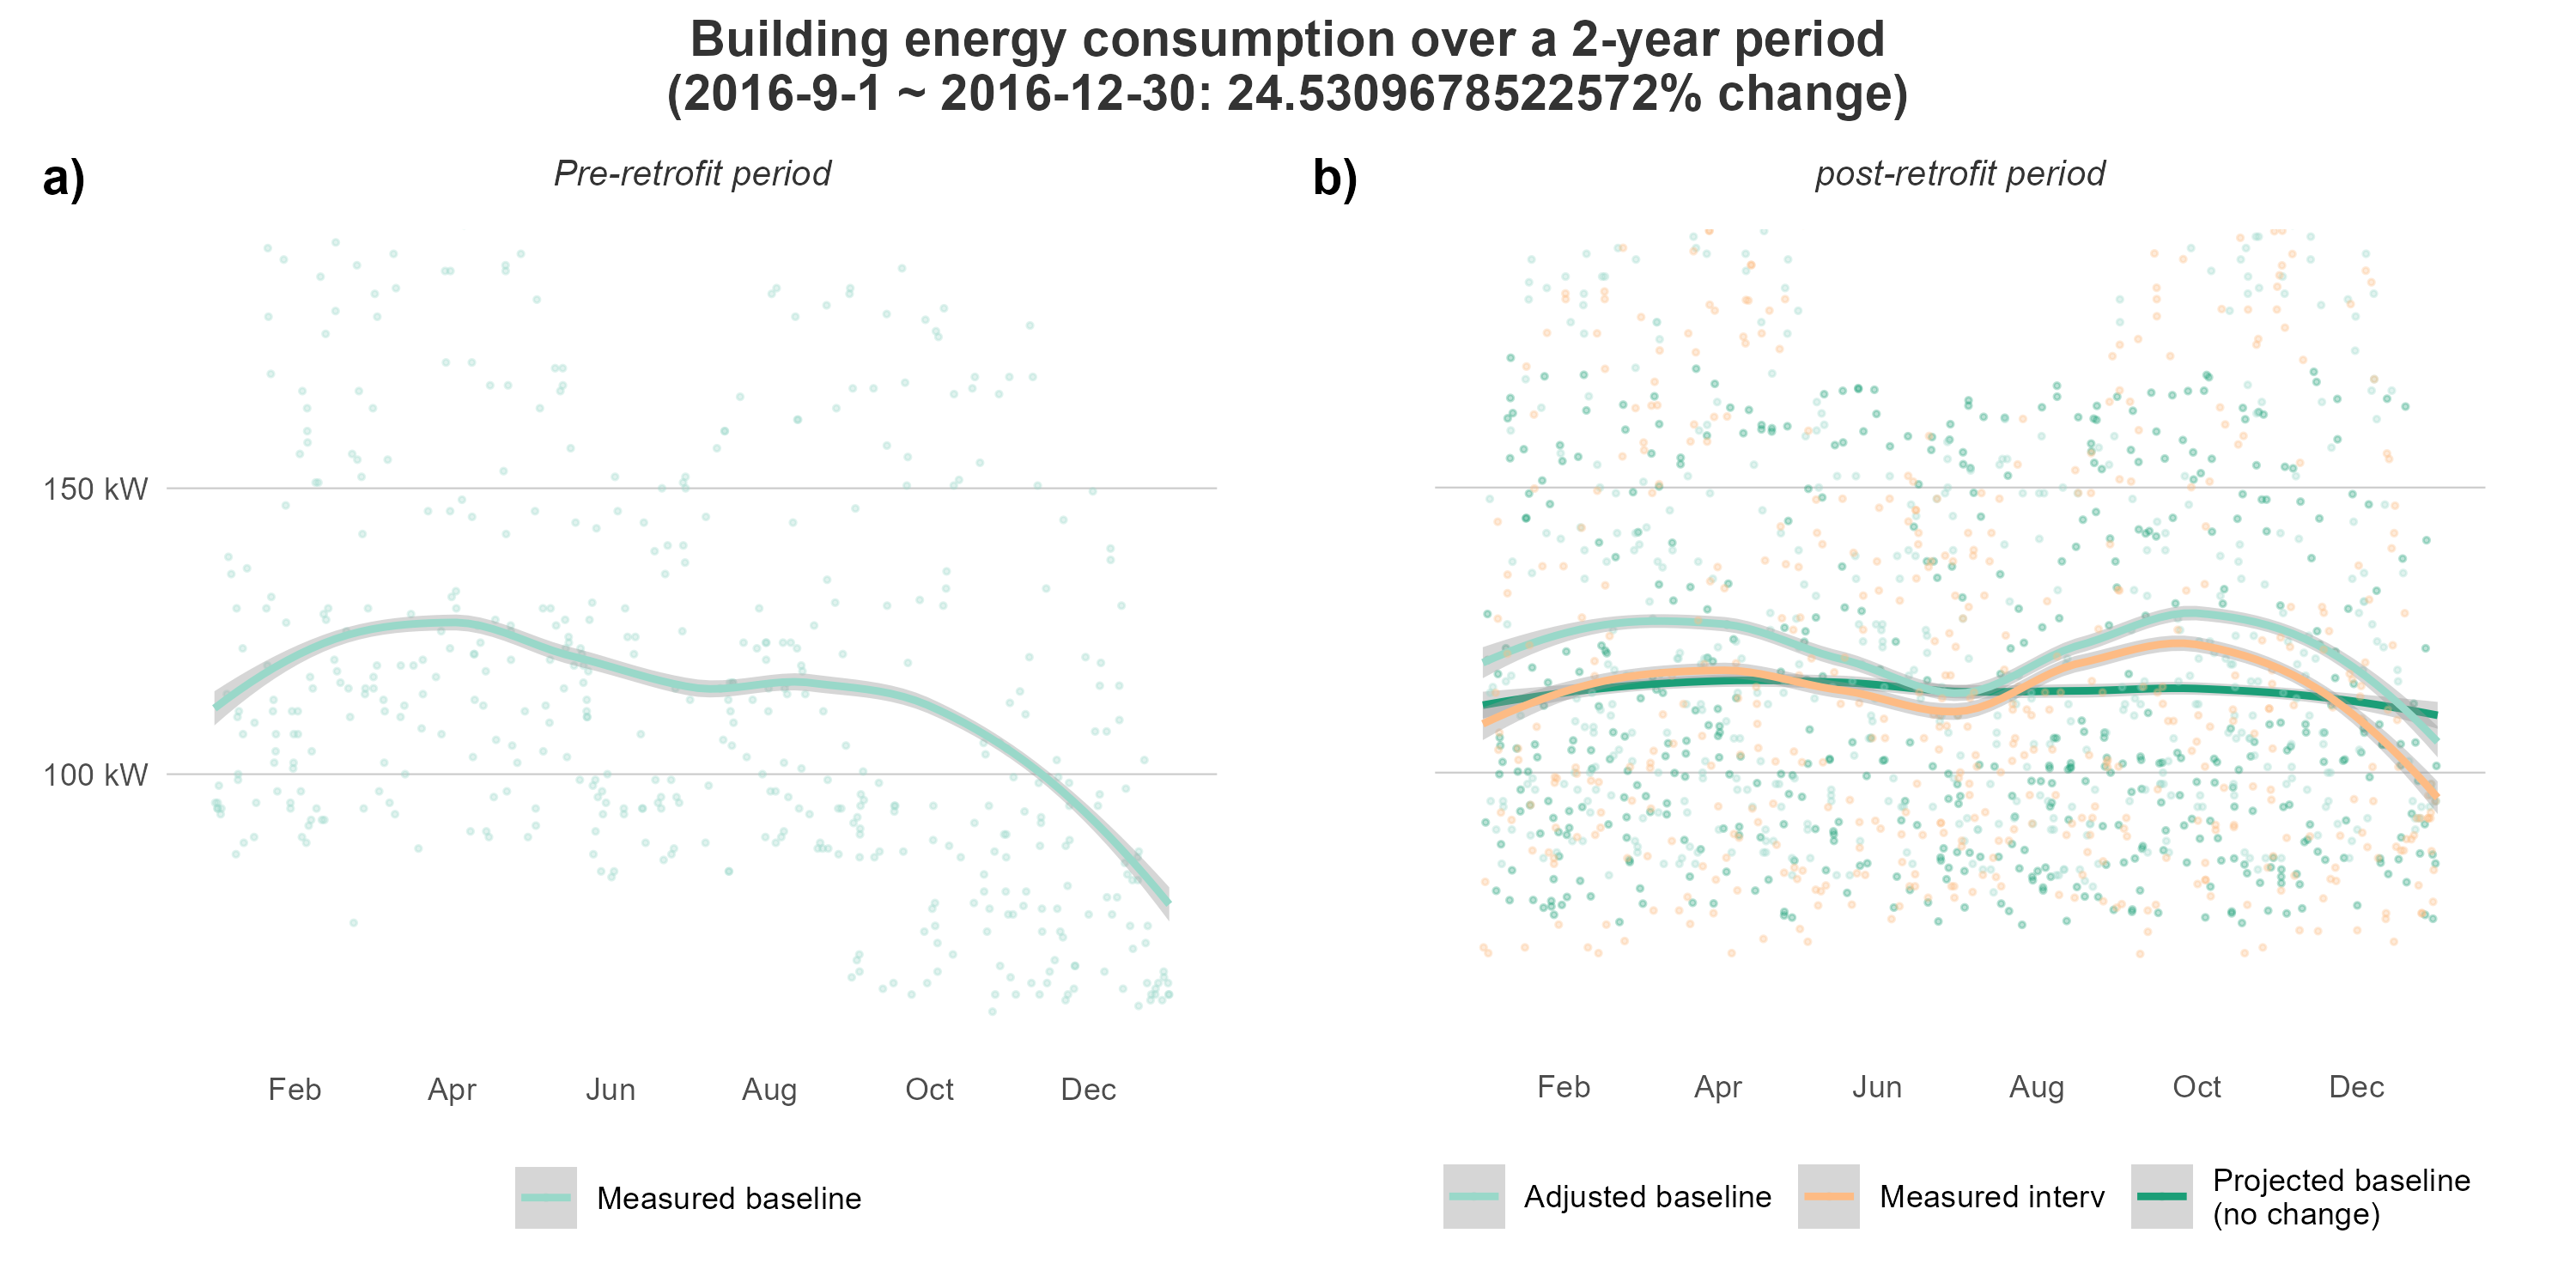 Building energy consumption over a 2-year period
(2016-9-1 ~ 2016-12-30: 24.5309678522572% change)
a)
Pre-retrofit period
150 kW
100 kW
Feb Apr Jun Aug Oct Dec
Measured baseline
b)
post-retrofit period
Feb Apr Jun Aug Oct Dec
Adjusted baseline
Measured interv
Projected baseline
(no change)